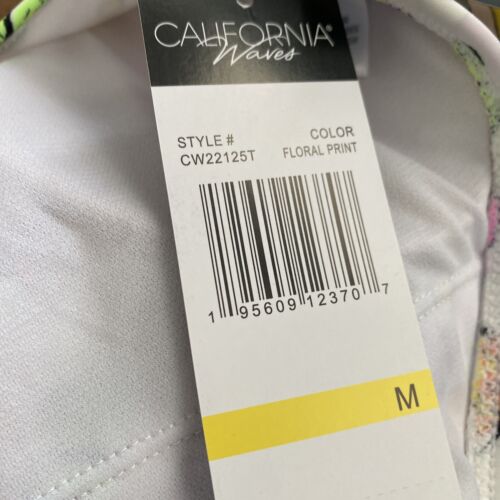 CALIFORNIA®
Waves
STYLE # COLOR
CW22125T FLORAL PRINT
1 95609 12370 7
M